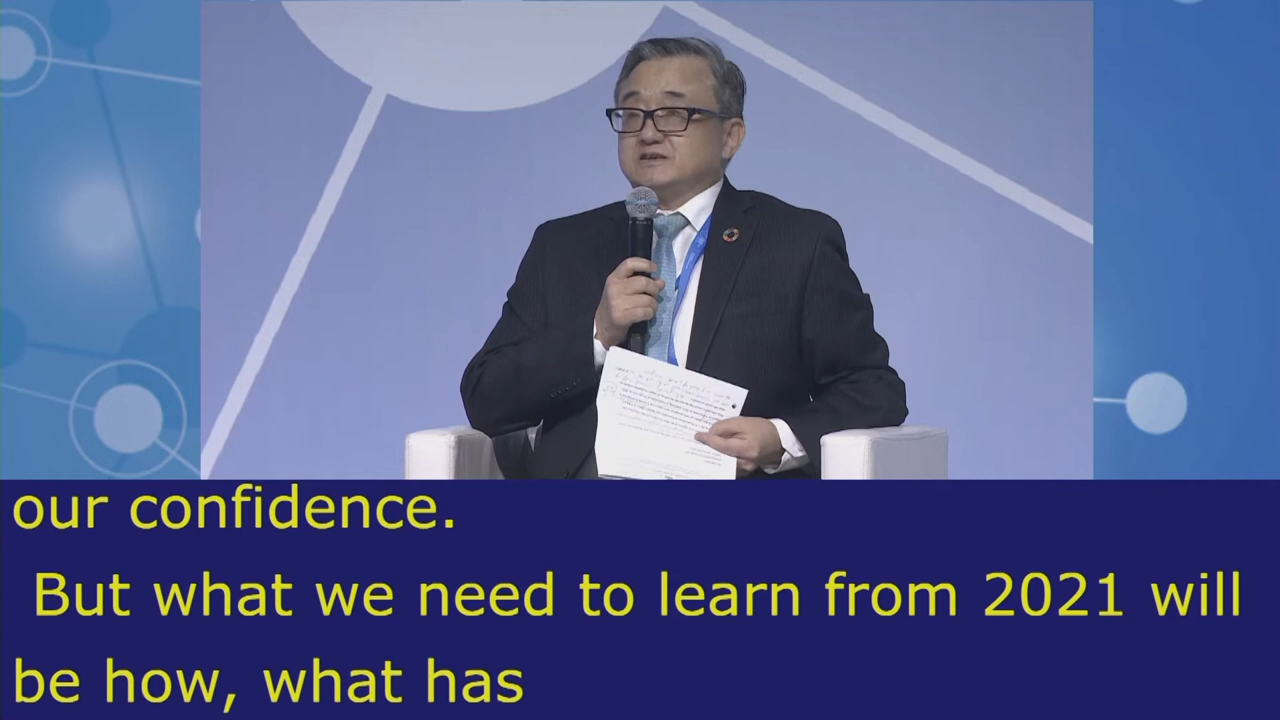 our confidence.
But what we need to learn from 2021 will
be how, what has